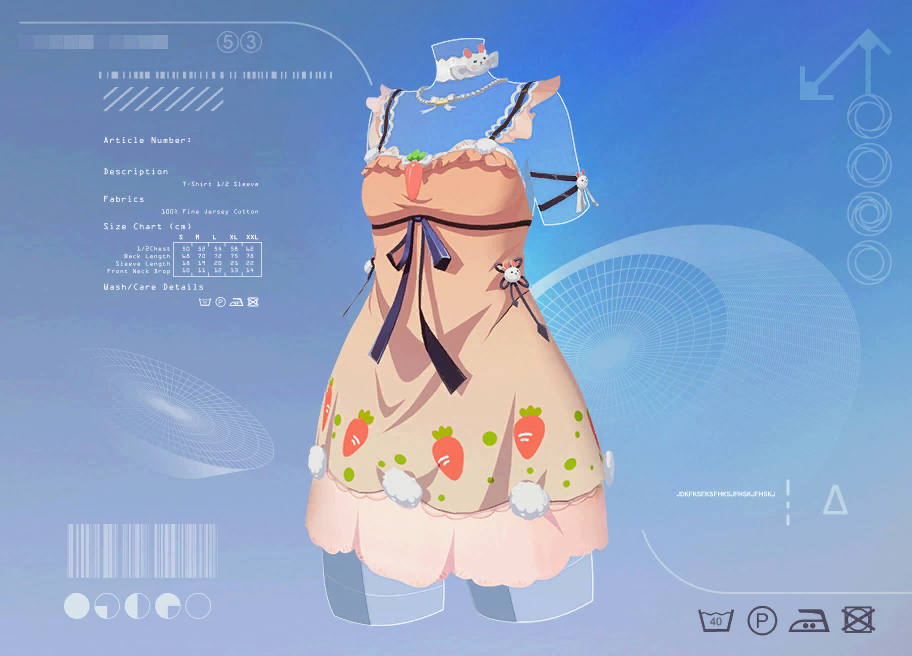 53
Article Number:
Description
T-Shirt 1/2 Sleeve
Fabrics
100% Fine Jersey Cotton
Size Chart (cm)
S M L XL XXL
1/2Chest 50 52 54 58 62
Back Length 68 70 72 75 78
Sleeve Length 18 19 20 21 22
Front Neck Drop 10 11 12 13 14
Wash/Care Details
P
JDKFKSFKSFHKSJFHSKJFHSKJ
Δ
40 P